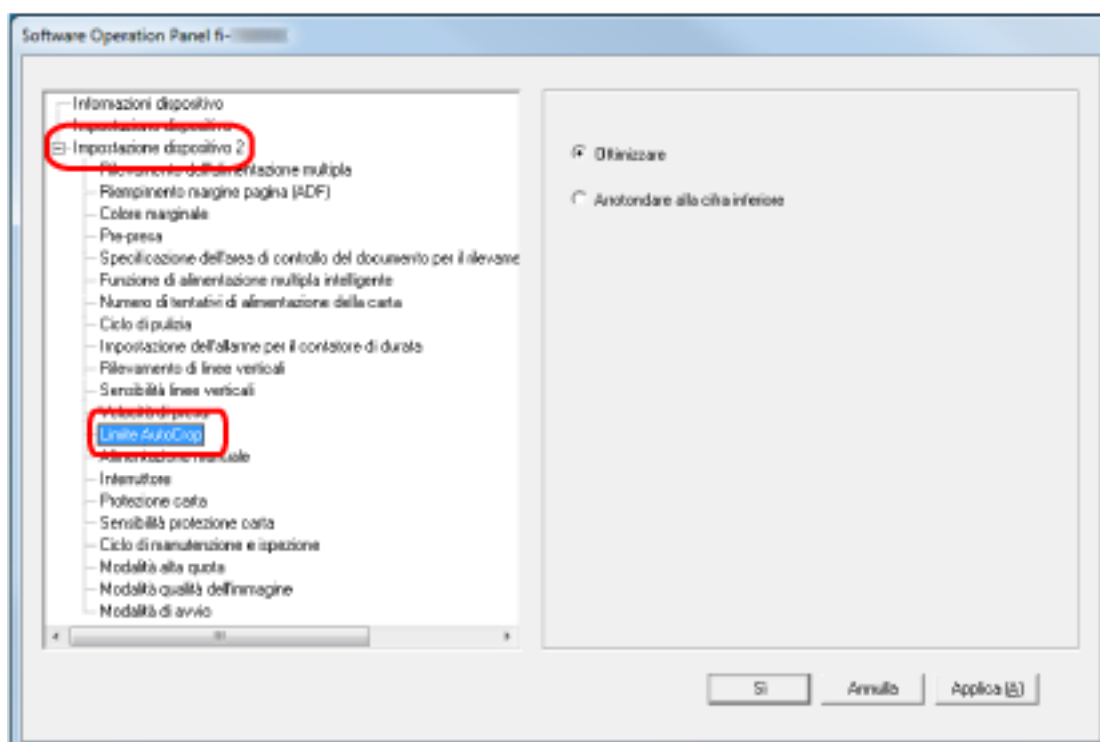 Software Operation Panel fi-
Informazioni dispositivo
Impostazione dispositivo
Impostazione dispositivo 2
Rilevamento dell'alimentazione multipla
Riempimento margine pagina (ADF)
Colore marginale
Pre-presa
Specificazione dell'area di controllo del documento per il rilevame
Funzione di alimentazione multipla intelligente
Numero di tentativi di alimentazione della carta
Ciclo di pulizia
Impostazione dell'allarme per il contatore di durata
Rilevamento di linee verticali
Sensibilità linee verticali
Velocità di presa
Limite AutoCrop
Alimentazione manuale
Interruttore
Protezione carta
Sensibilità protezione carta
Ciclo di manutenzione e ispezione
Modalità alta quota
Modalità qualità dell'immagine
Modalità di avvio
Ottimizzare
Arrotondare alla cifra inferiore
Sì
Annulla
Applica (A)